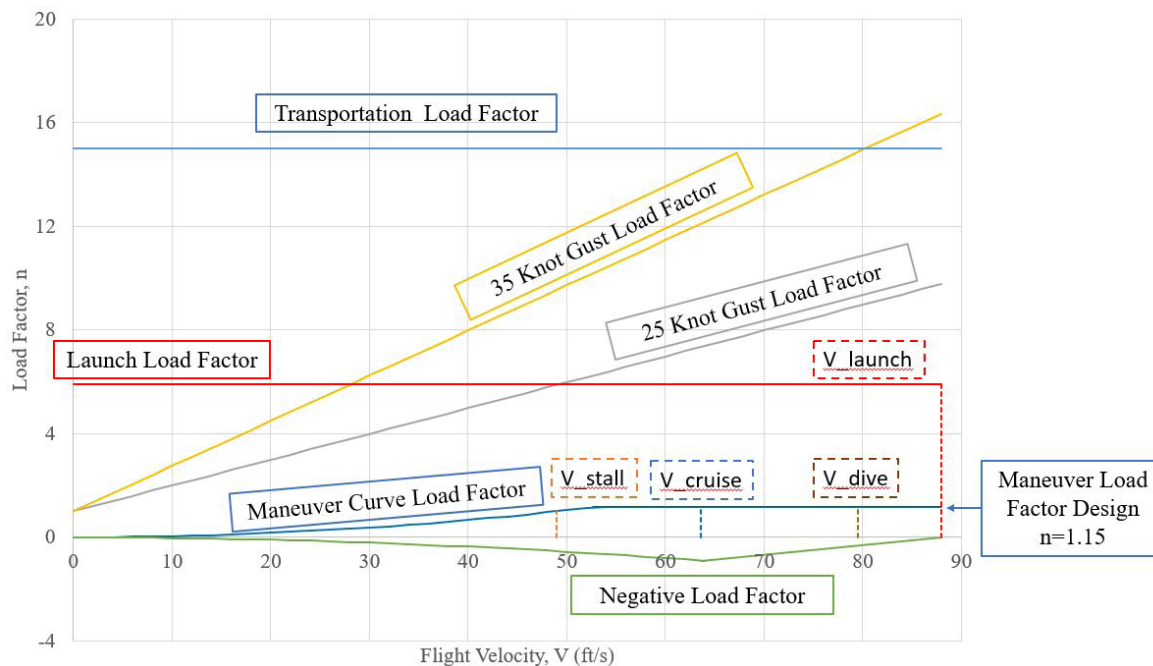 20
16
12
8
4
0
-4
Load Factor, n
Transportation  Load Factor
35 Knot Gust Load Factor
25 Knot Gust Load Factor
Launch Load Factor
V_launch
V_stall
V_cruise
V_dive
Maneuver Curve Load Factor
Maneuver Load
Factor Design
n=1.15
Negative Load Factor
0
10
20
30
40
50
60
70
80
90
Flight Velocity, V (ft/s)